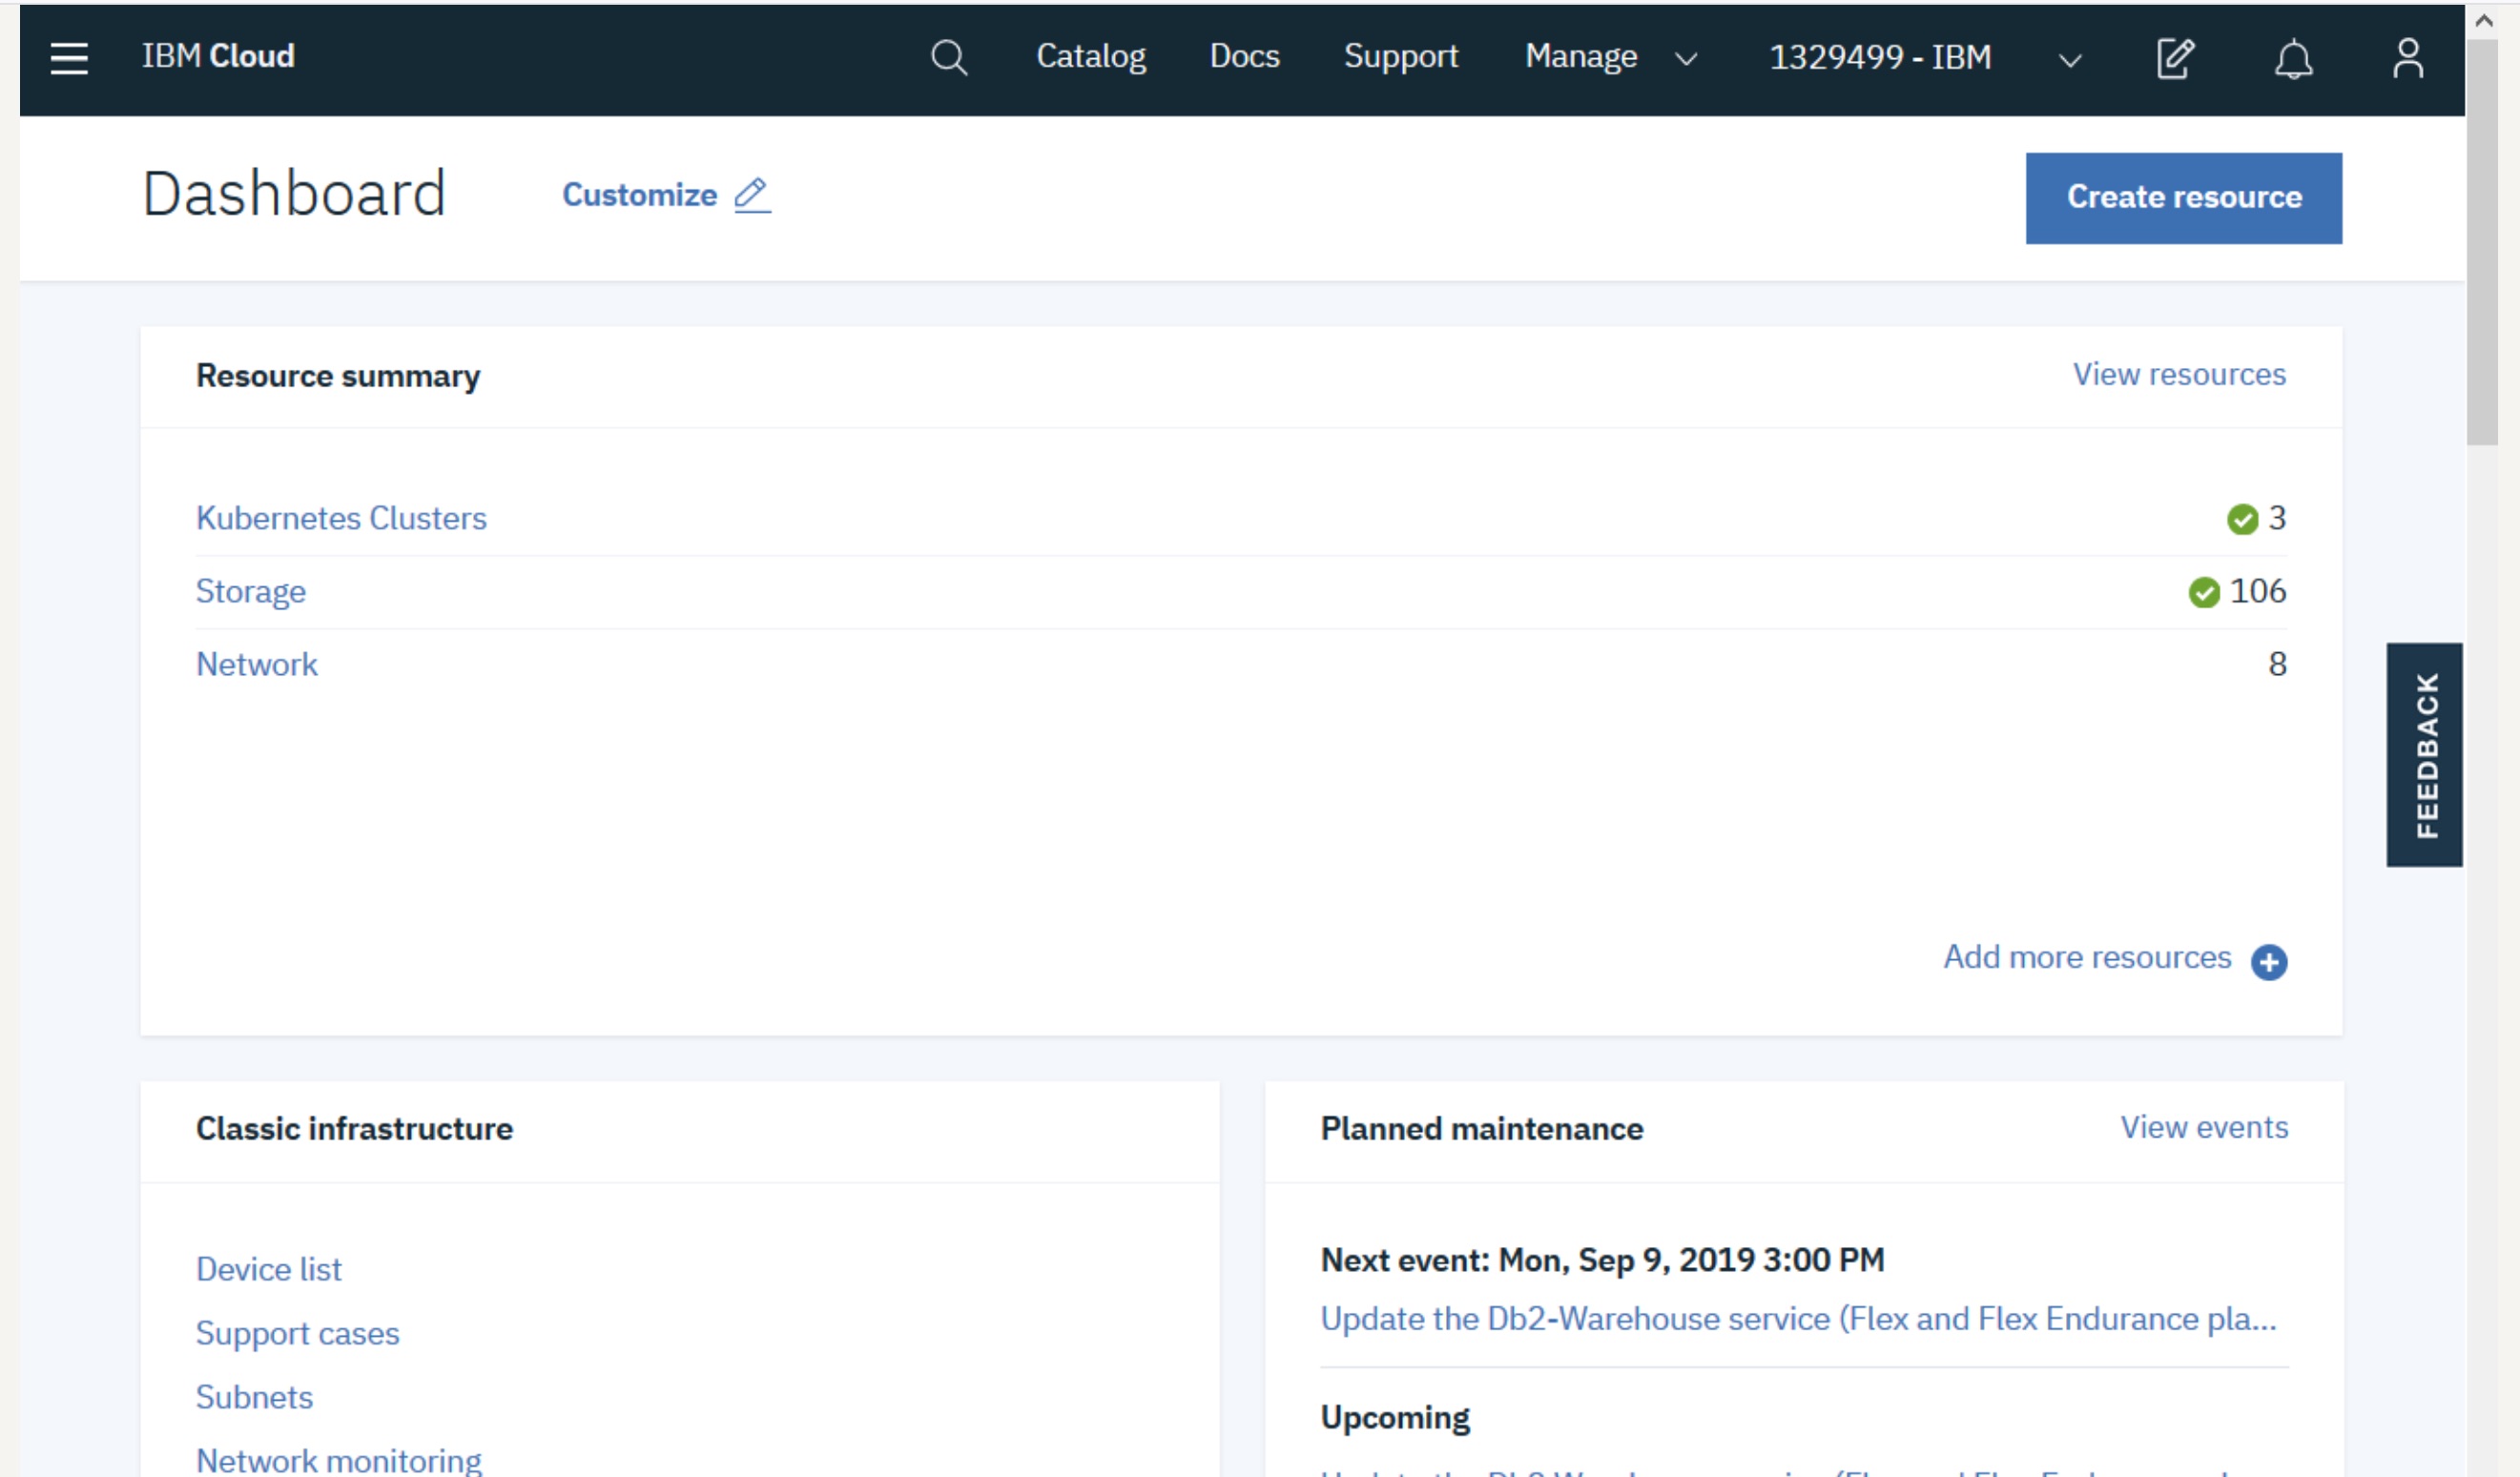 IBM Cloud Catalog Docs Support Manage 1329499 - IBM
Dashboard Customize Create resource
Resource summary View resources
Kubernetes Clusters 3
Storage 106
Network 8
FEEDBACK
Add more resources
Classic infrastructure
Device list
Support cases
Subnets
Network monitoring
Planned maintenance View events
Next event: Mon, Sep 9, 2019 3:00 PM
Update the Db2-Warehouse service (Flex and Flex Endurance pla...
Upcoming